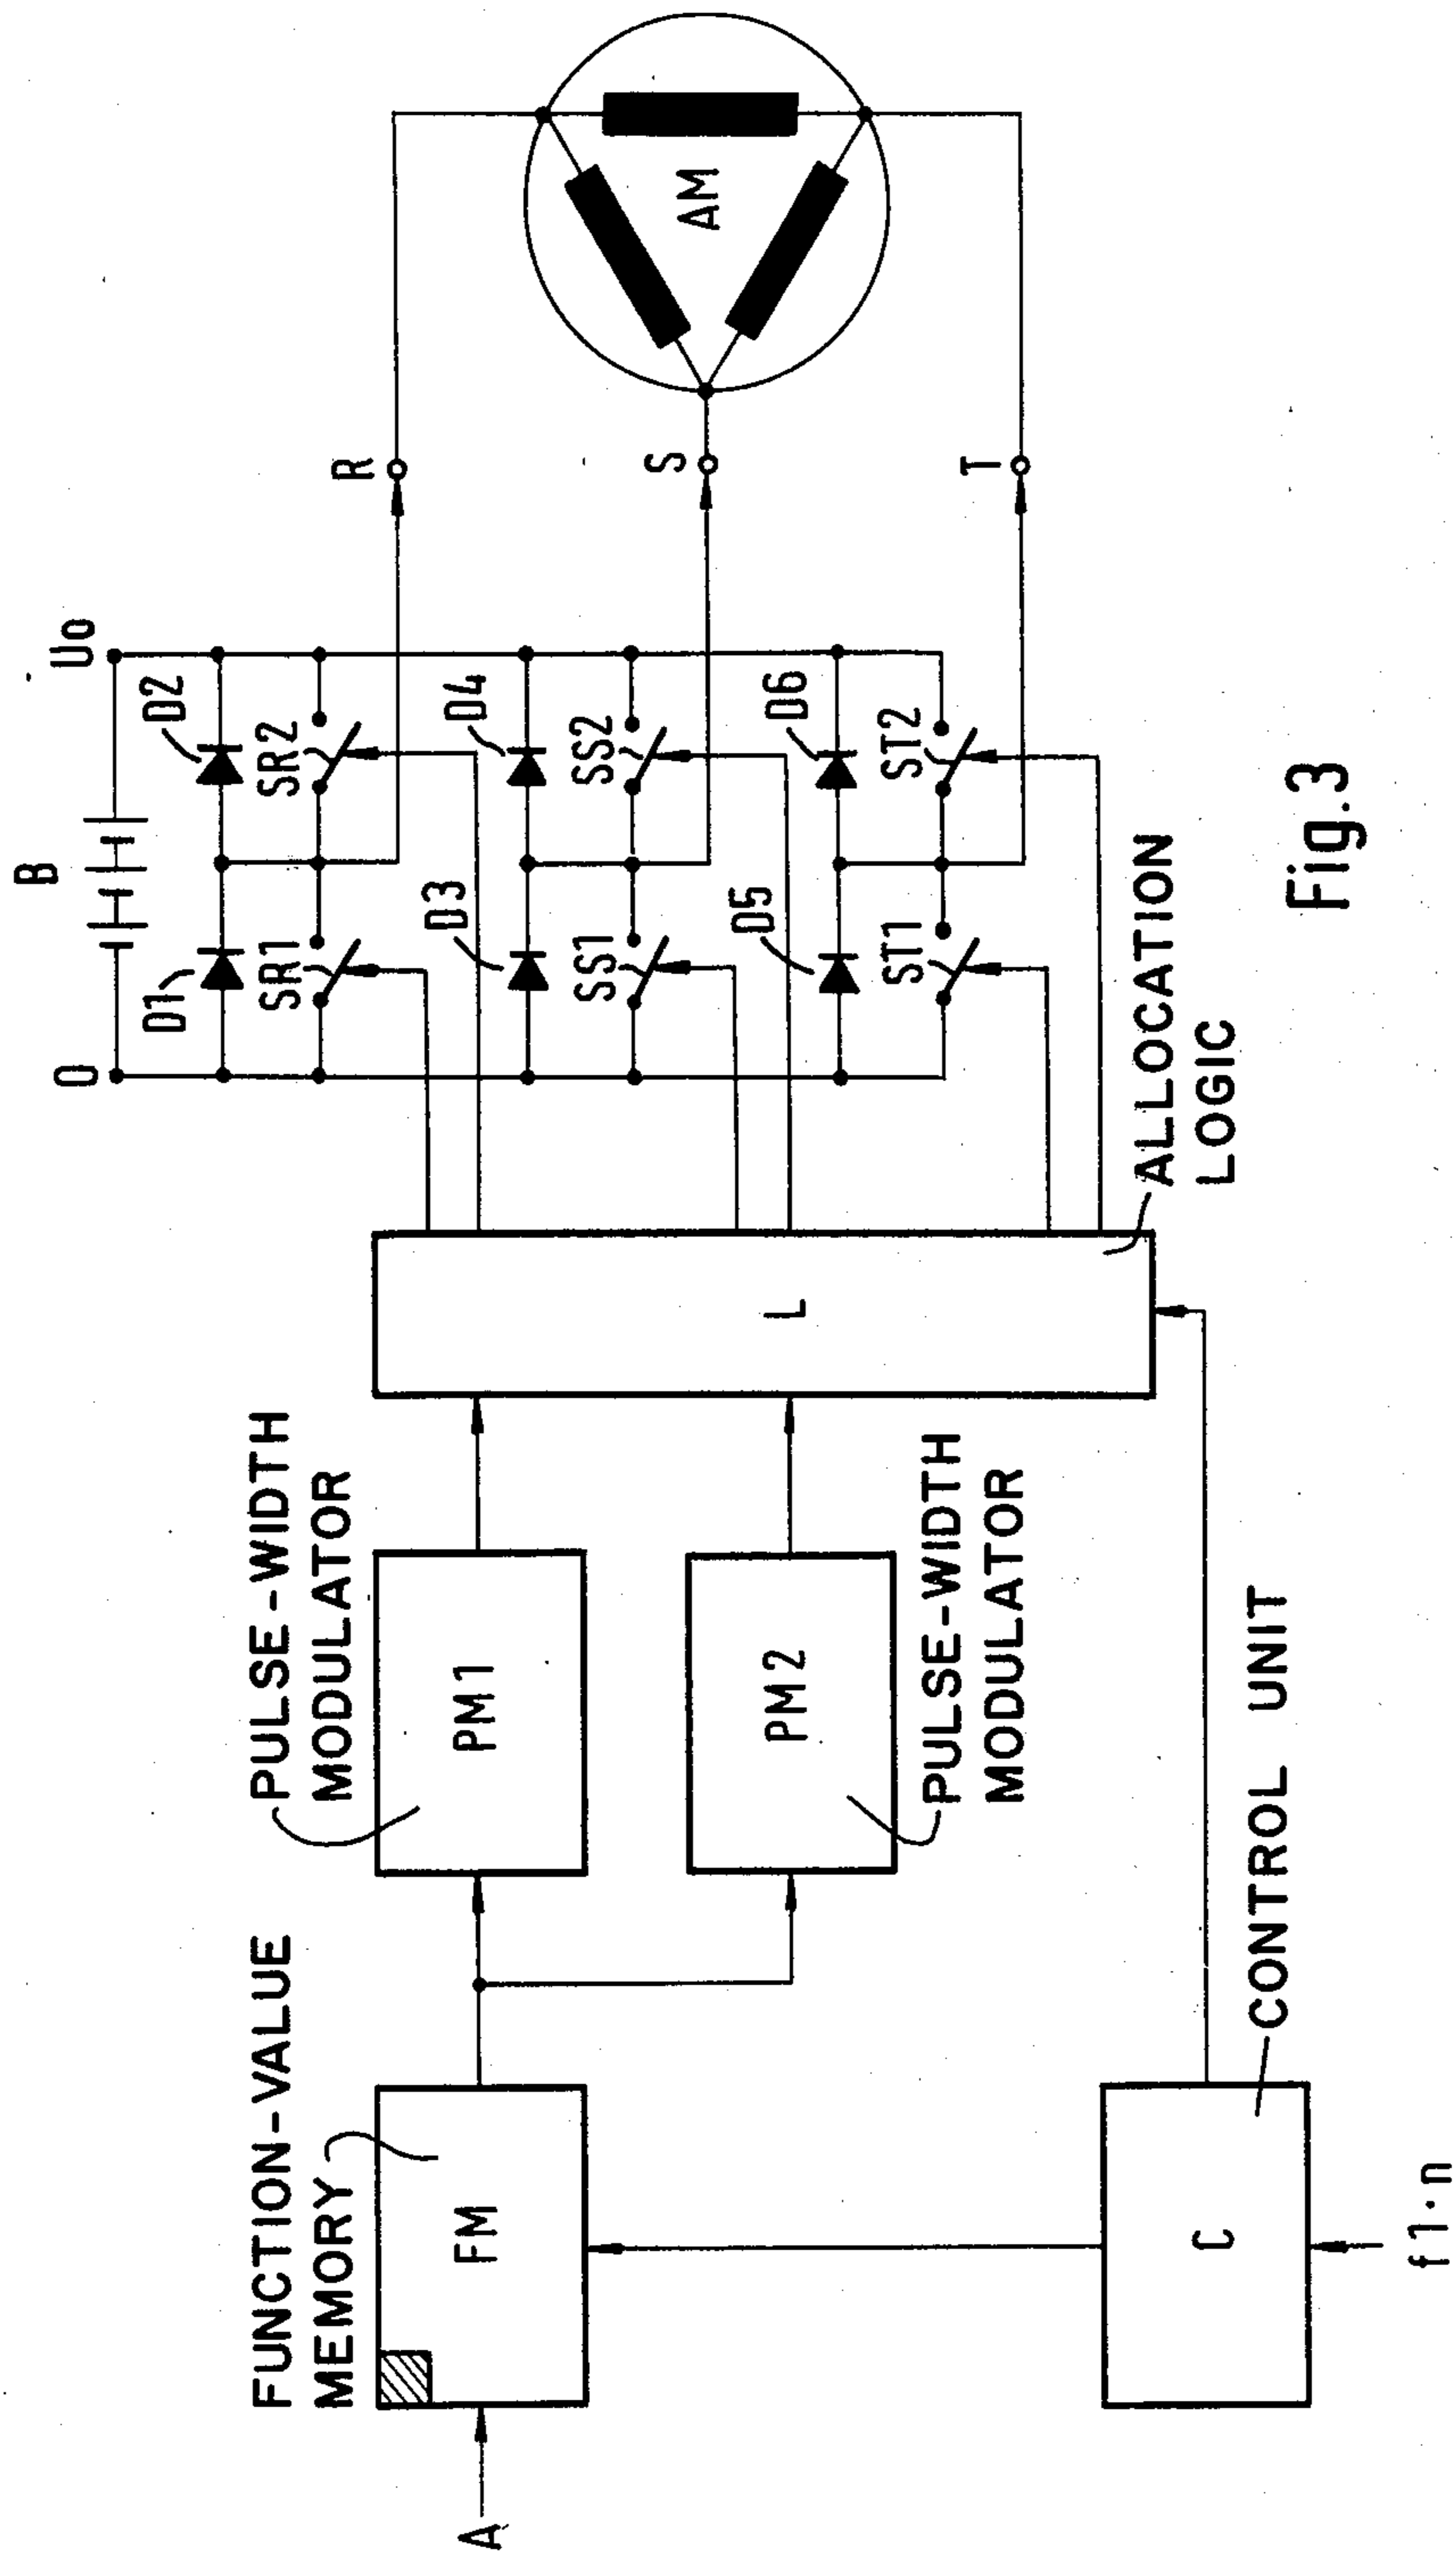 A
FUNCTION-VALUE
MEMORY
FM
f1·n
C
CONTROL UNIT
PULSE-WIDTH
MODULATOR
PM1
PM2
PULSE-WIDTH
MODULATOR
L
ALLOCATION
LOGIC
0
B
Uo
D1
D2
SR1
SR2
D3
D4
SS1
SS2
D5
D6
ST1
ST2
R
S
T
AM
Fig.3